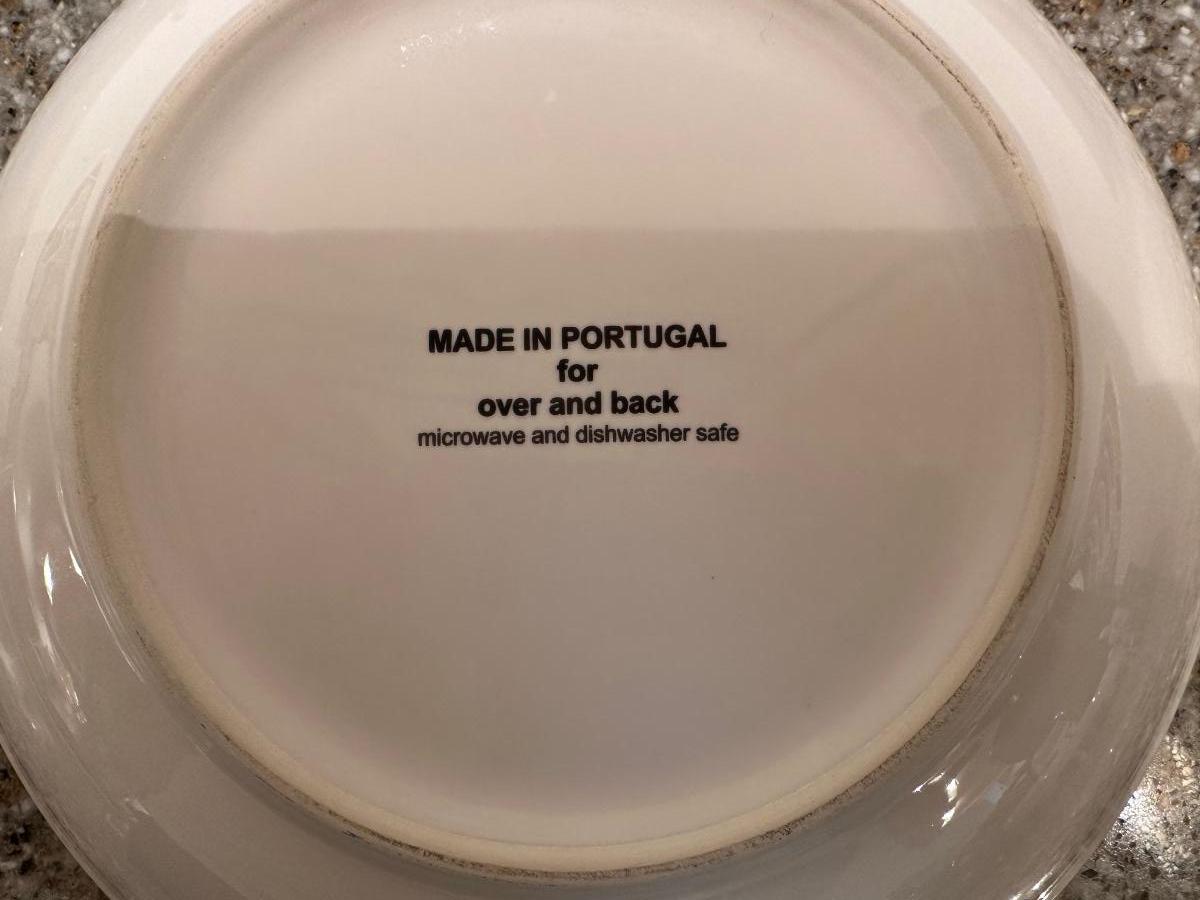 MADE IN PORTUGAL
for
over and back
microwave and dishwasher safe